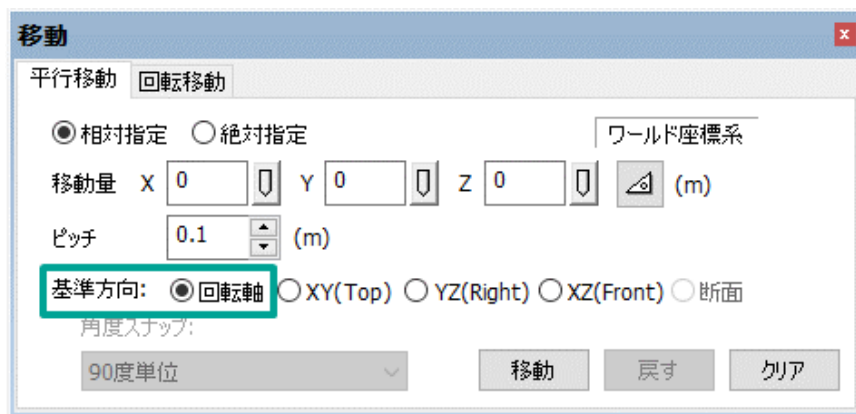 移動
平行移動 回転移動
相対指定 絶対指定 ワールド座標系
移動量 X 0 Y 0 Z 0 (m)
ピッチ 0.1 (m)
基準方向: 回転軸 XY(Top) YZ(Right) XZ(Front) 断面
角度スナップ:
90度単位 移動 戻す クリア